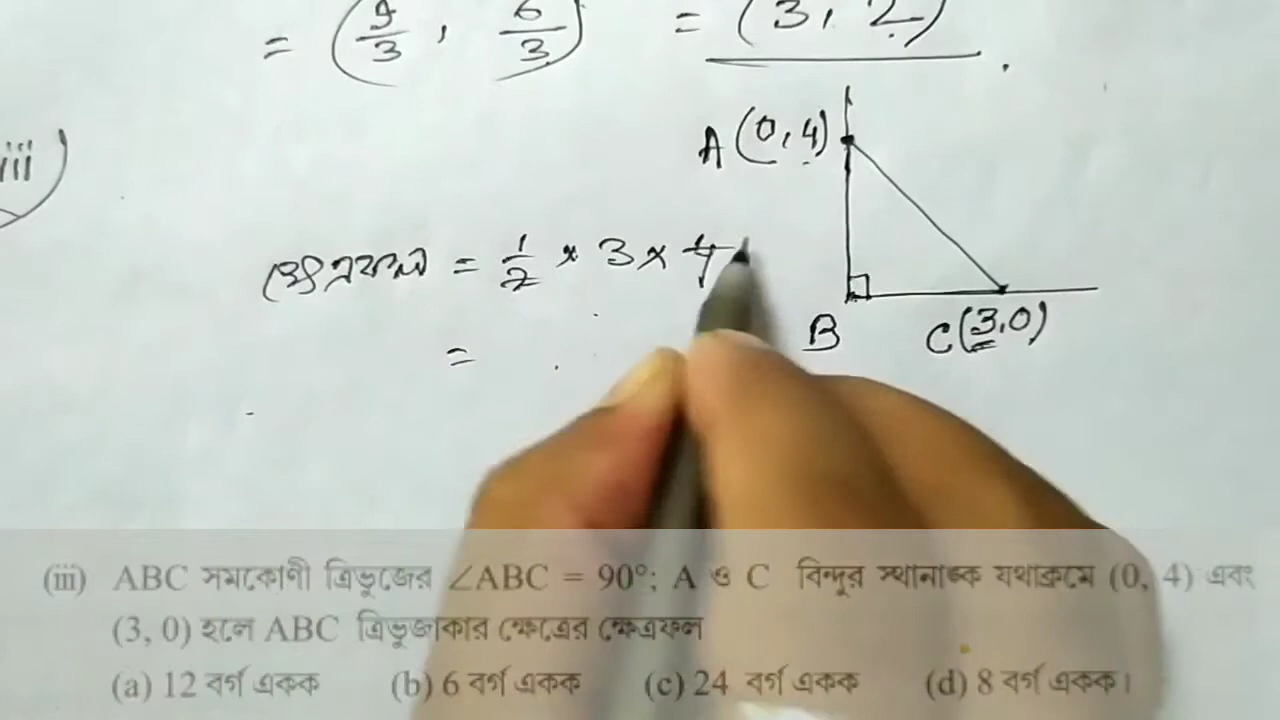 = (9/3, 6/3) = (3, 2).
iii)
A(0, 4)
ক্ষেত্রফল = 1/2 × 3 × 4
=
B C(3,0)
(iii) ABC সমকোণী ত্রিভুজের ∠ABC = 90°; A ও C বিন্দুর স্থানাঙ্ক যথাক্রমে (0, 4) এবং
(3, 0) হলে ABC ত্রিভুজাকার ক্ষেত্রের ক্ষেত্রফল
(a) 12 বর্গ একক (b) 6 বর্গ একক (c) 24 বর্গ একক (d) 8 বর্গ একক।